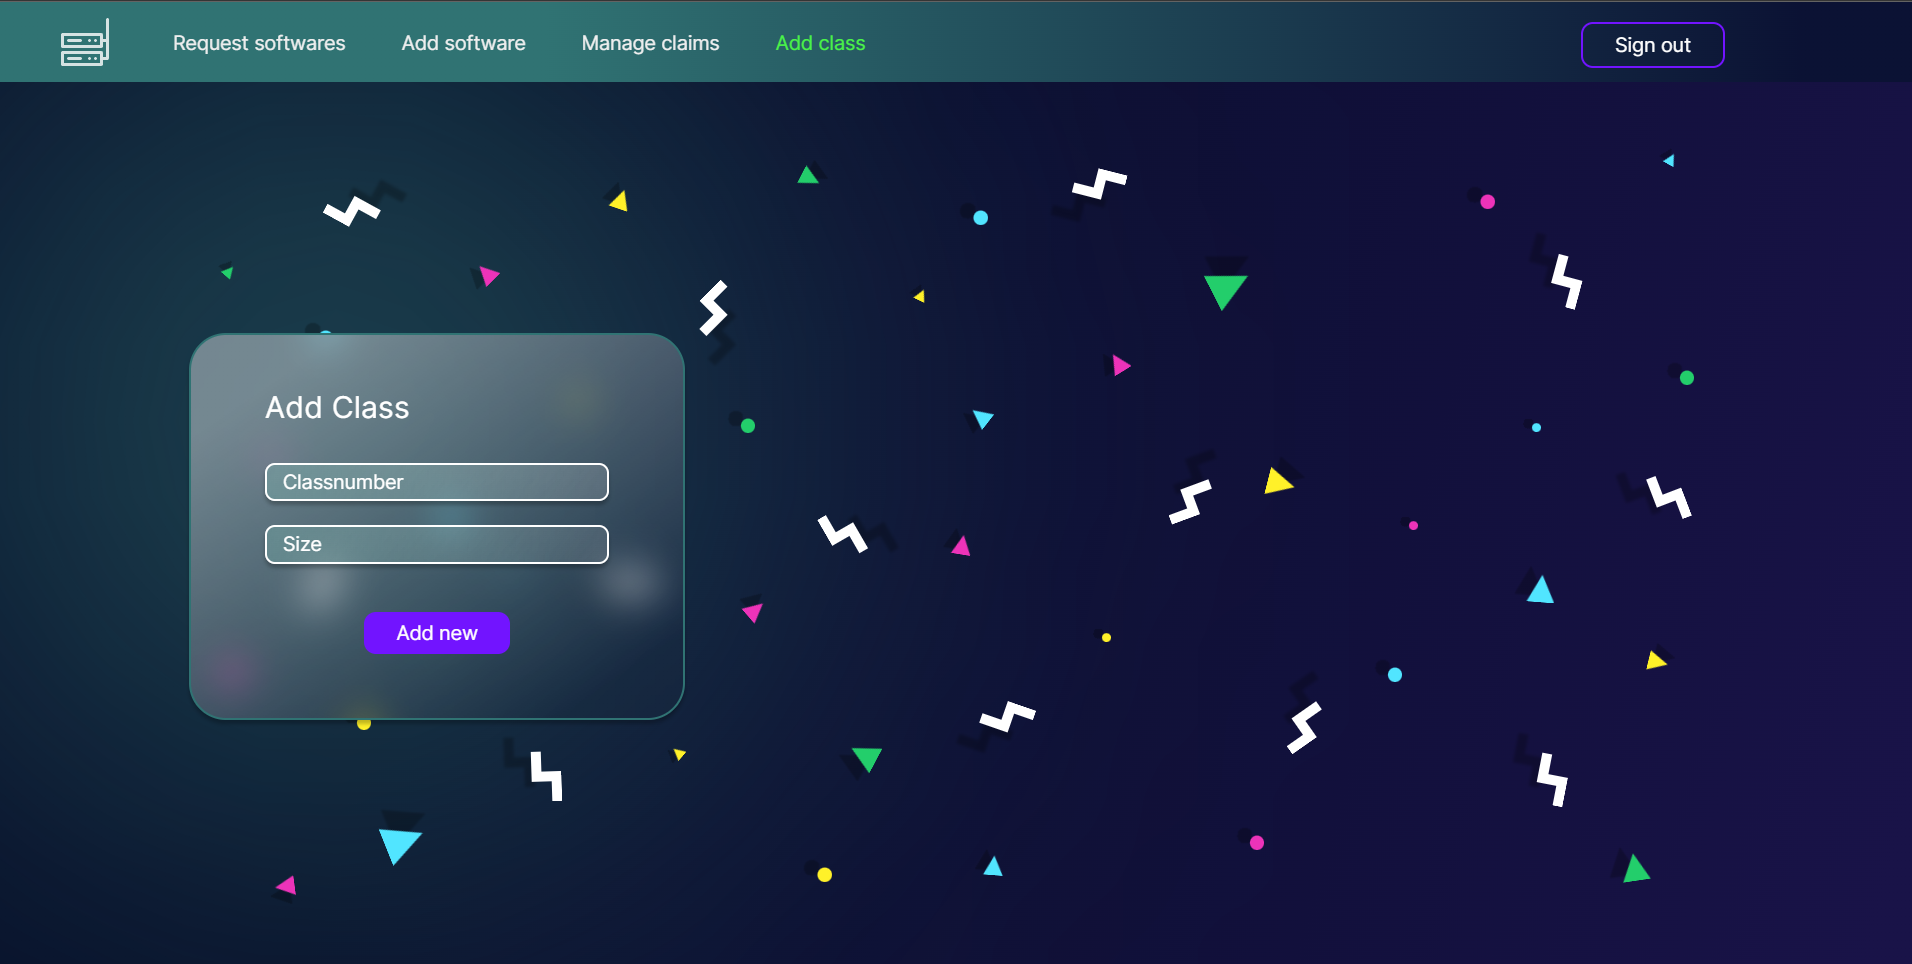 Request softwares
Add software
Manage claims
Add class
Sign out
Add Class
Classnumber
Size
Add new